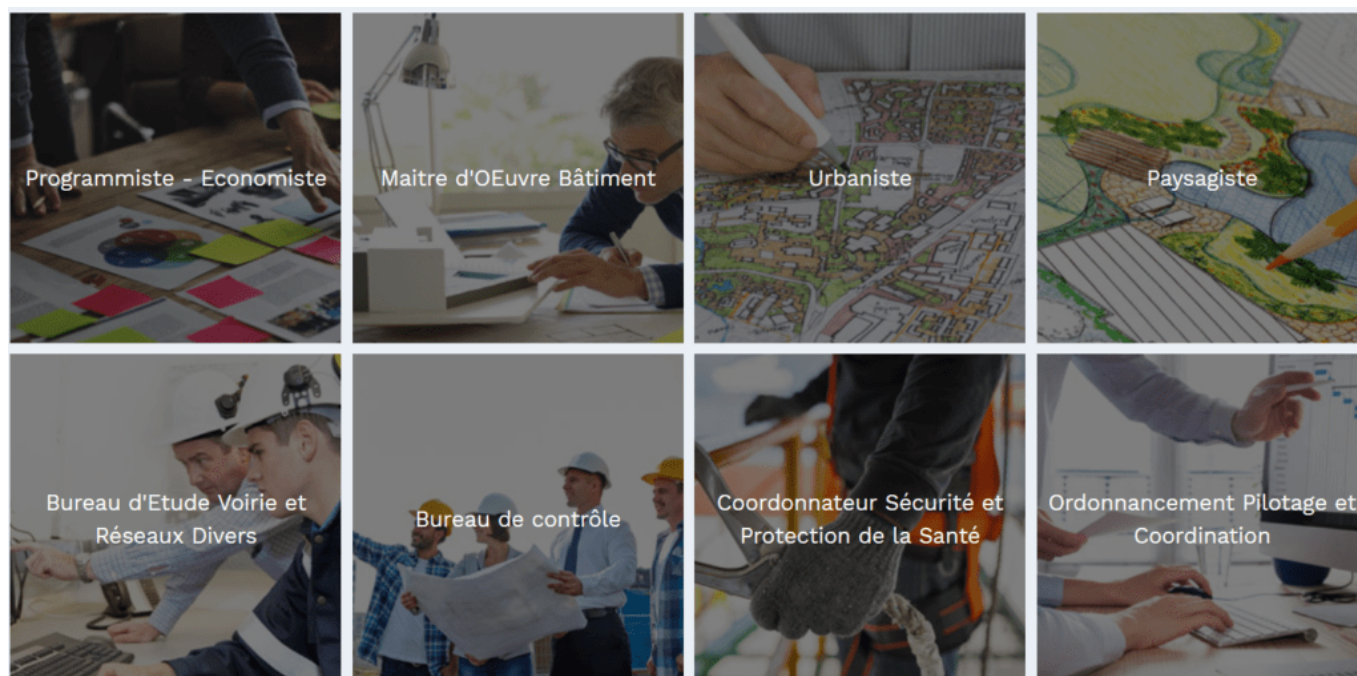 Programmiste - Economiste
Maitre d'OEuvre Bâtiment
Urbaniste
Paysagiste
Bureau d'Etude Voirie et
Réseaux Divers
Bureau de contrôle
Coordonnateur Sécurité et
Protection de la Santé
Ordonnancement Pilotage et
Coordination